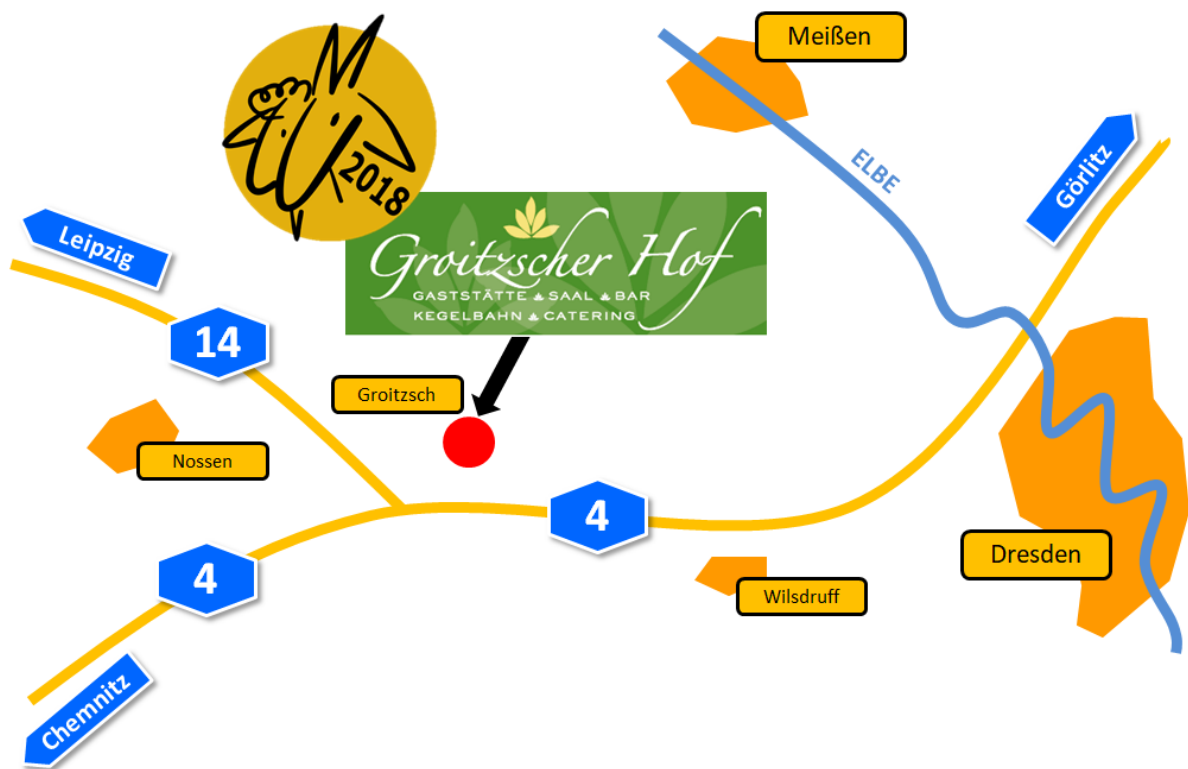 Meißen
2018
ELBE
Görlitz
Leipzig
Groitzscher Hof
GASTSTÄTTE SAAL BAR
KEGELBAHN CATERING
14
Groitzsch
Nossen
4
Dresden
4
Wilsdruff
Chemnitz